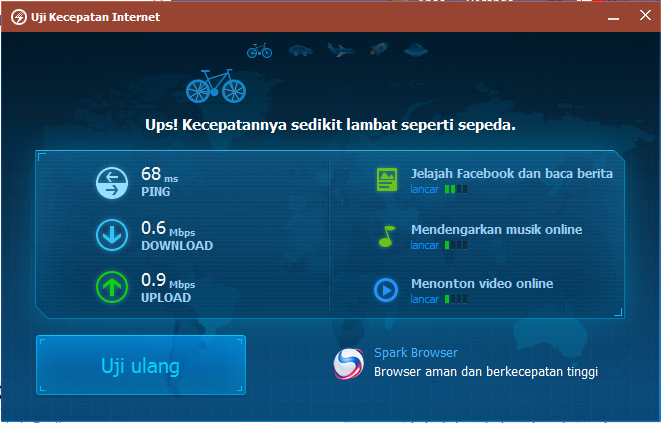 Uji Kecepatan Internet
Ups! Kecepatannya sedikit lambat seperti sepeda.
68 ms
PING
0.6 Mbps
DOWNLOAD
0.9 Mbps
UPLOAD
Jelajah Facebook dan baca berita
lancar
Mendengarkan musik online
lancar
Menonton video online
lancar
Uji ulang
Spark Browser
Browser aman dan berkecepatan tinggi